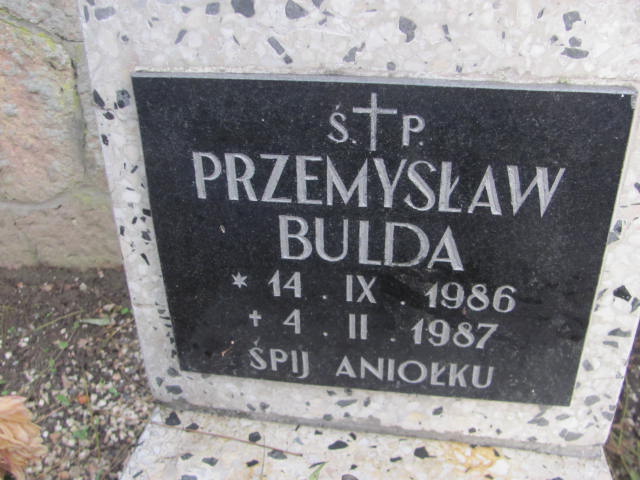 Ś.†P.
PRZEMYSŁAW
BULDA
* 14. IX. 1986
† 4. II. 1987
ŚPIJ ANIOŁKU